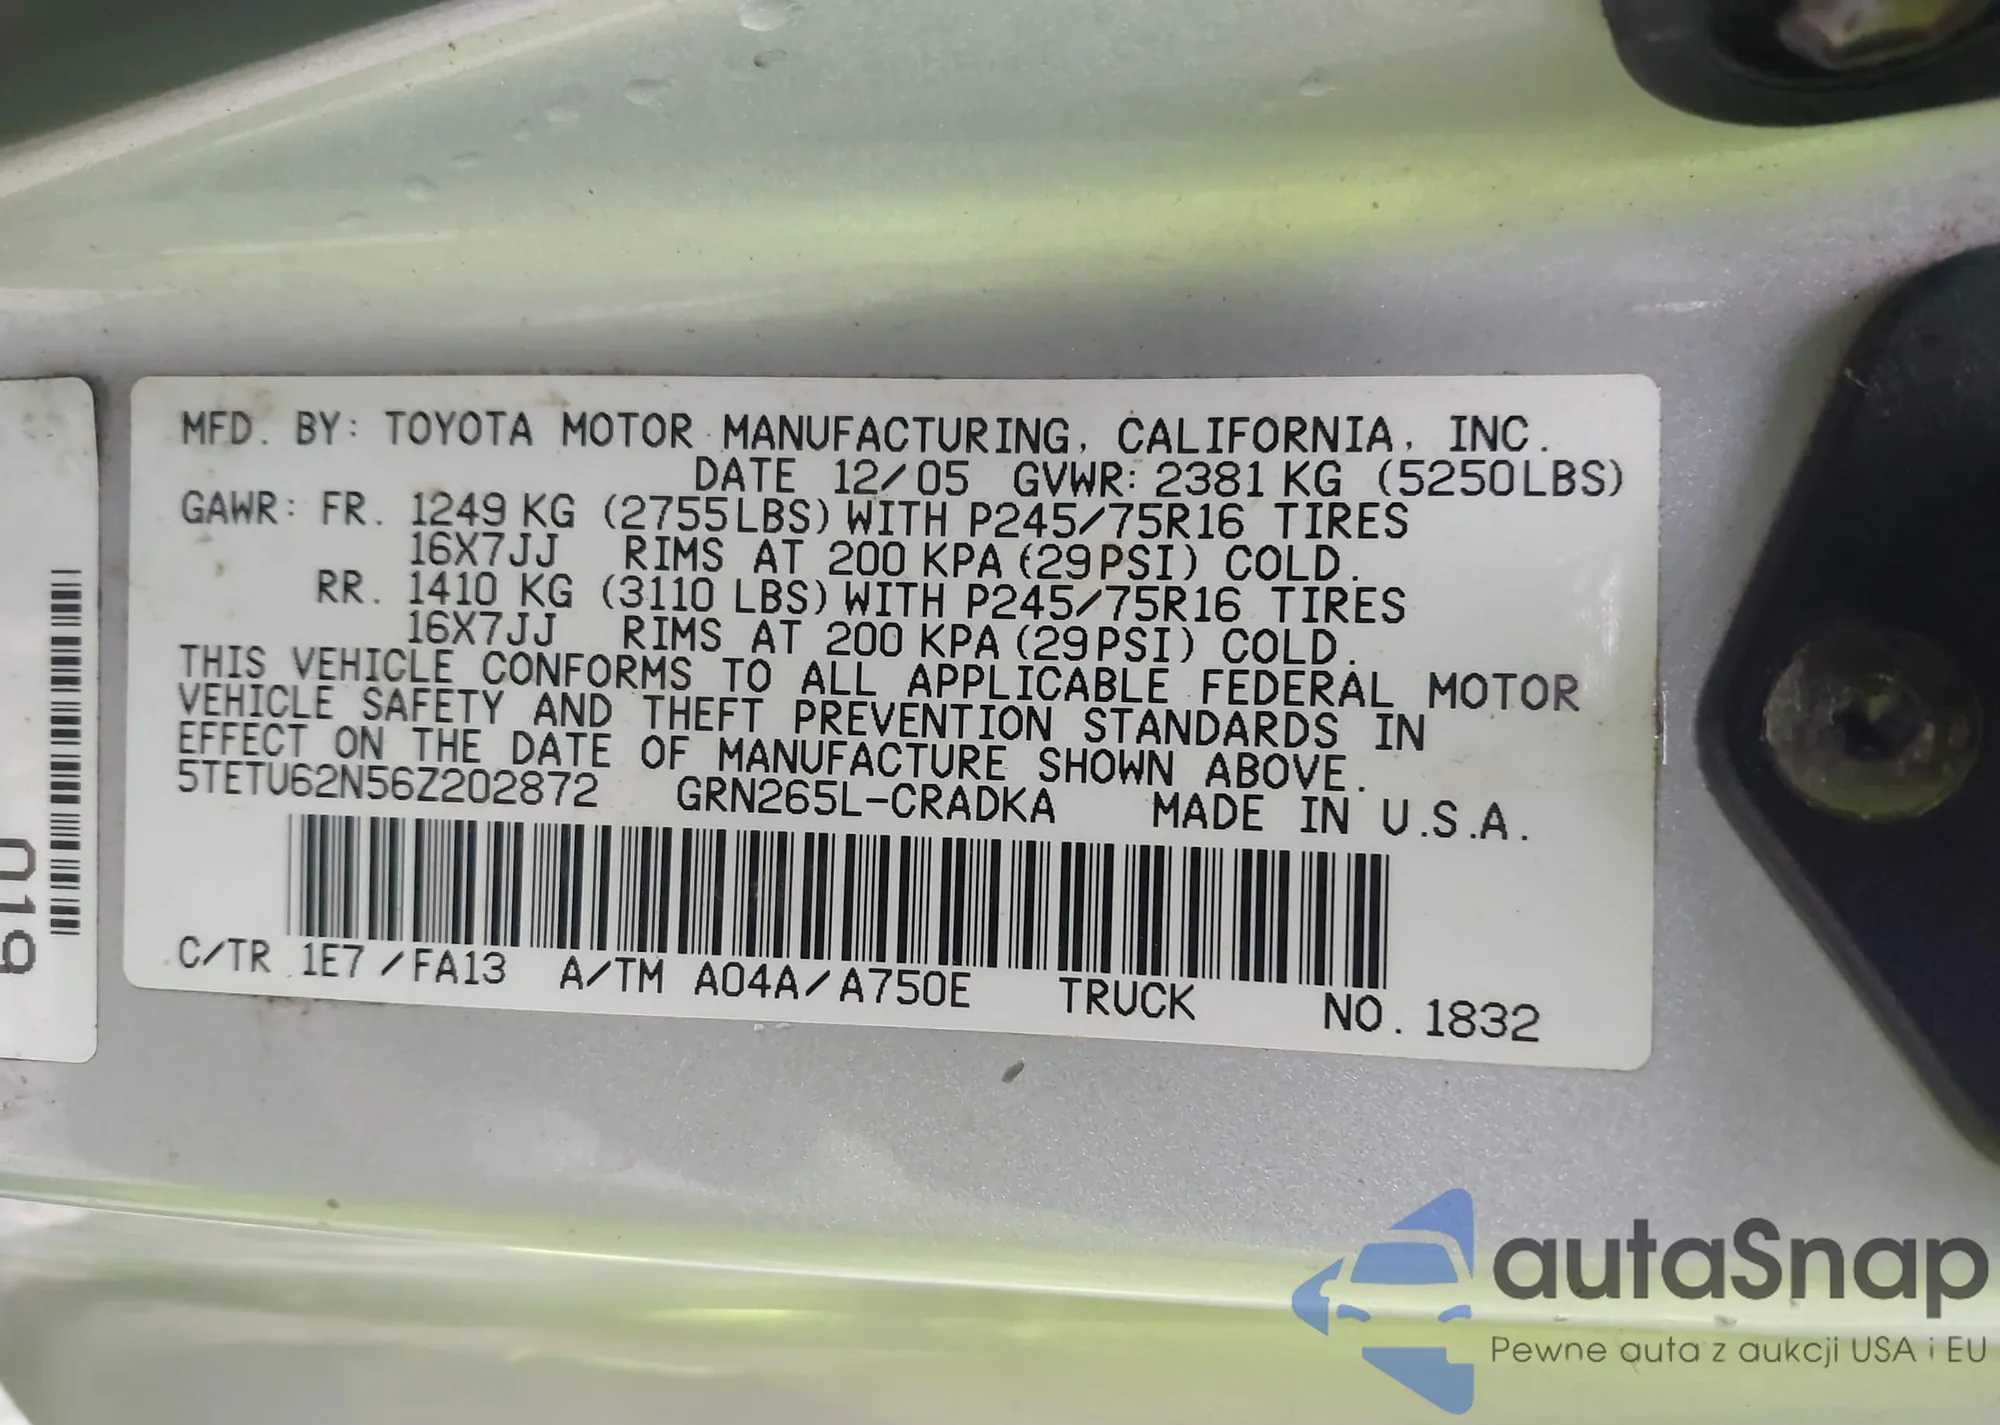 MFD. BY: TOYOTA MOTOR MANUFACTURING, CALIFORNIA, INC.
DATE 12/05 GVWR: 2381 KG (5250LBS)
GAWR: FR. 1249 KG (2755LBS) WITH P245/75R16 TIRES
16X7JJ RIMS AT 200 KPA (29PSI) COLD.
RR. 1410 KG (3110 LBS) WITH P245/75R16 TIRES
16X7JJ RIMS AT 200 KPA (29PSI) COLD.
THIS VEHICLE CONFORMS TO ALL APPLICABLE FEDERAL MOTOR
VEHICLE SAFETY AND THEFT PREVENTION STANDARDS IN
EFFECT ON THE DATE OF MANUFACTURE SHOWN ABOVE.
5TETU62N56Z202872 GRN265L-CRADKA MADE IN U.S.A.
C/TR 1E7/FA13 A/TM A04A/A750E TRUCK NO. 1832
019
autaSnap
Pewne auta z aukcji USA i EU